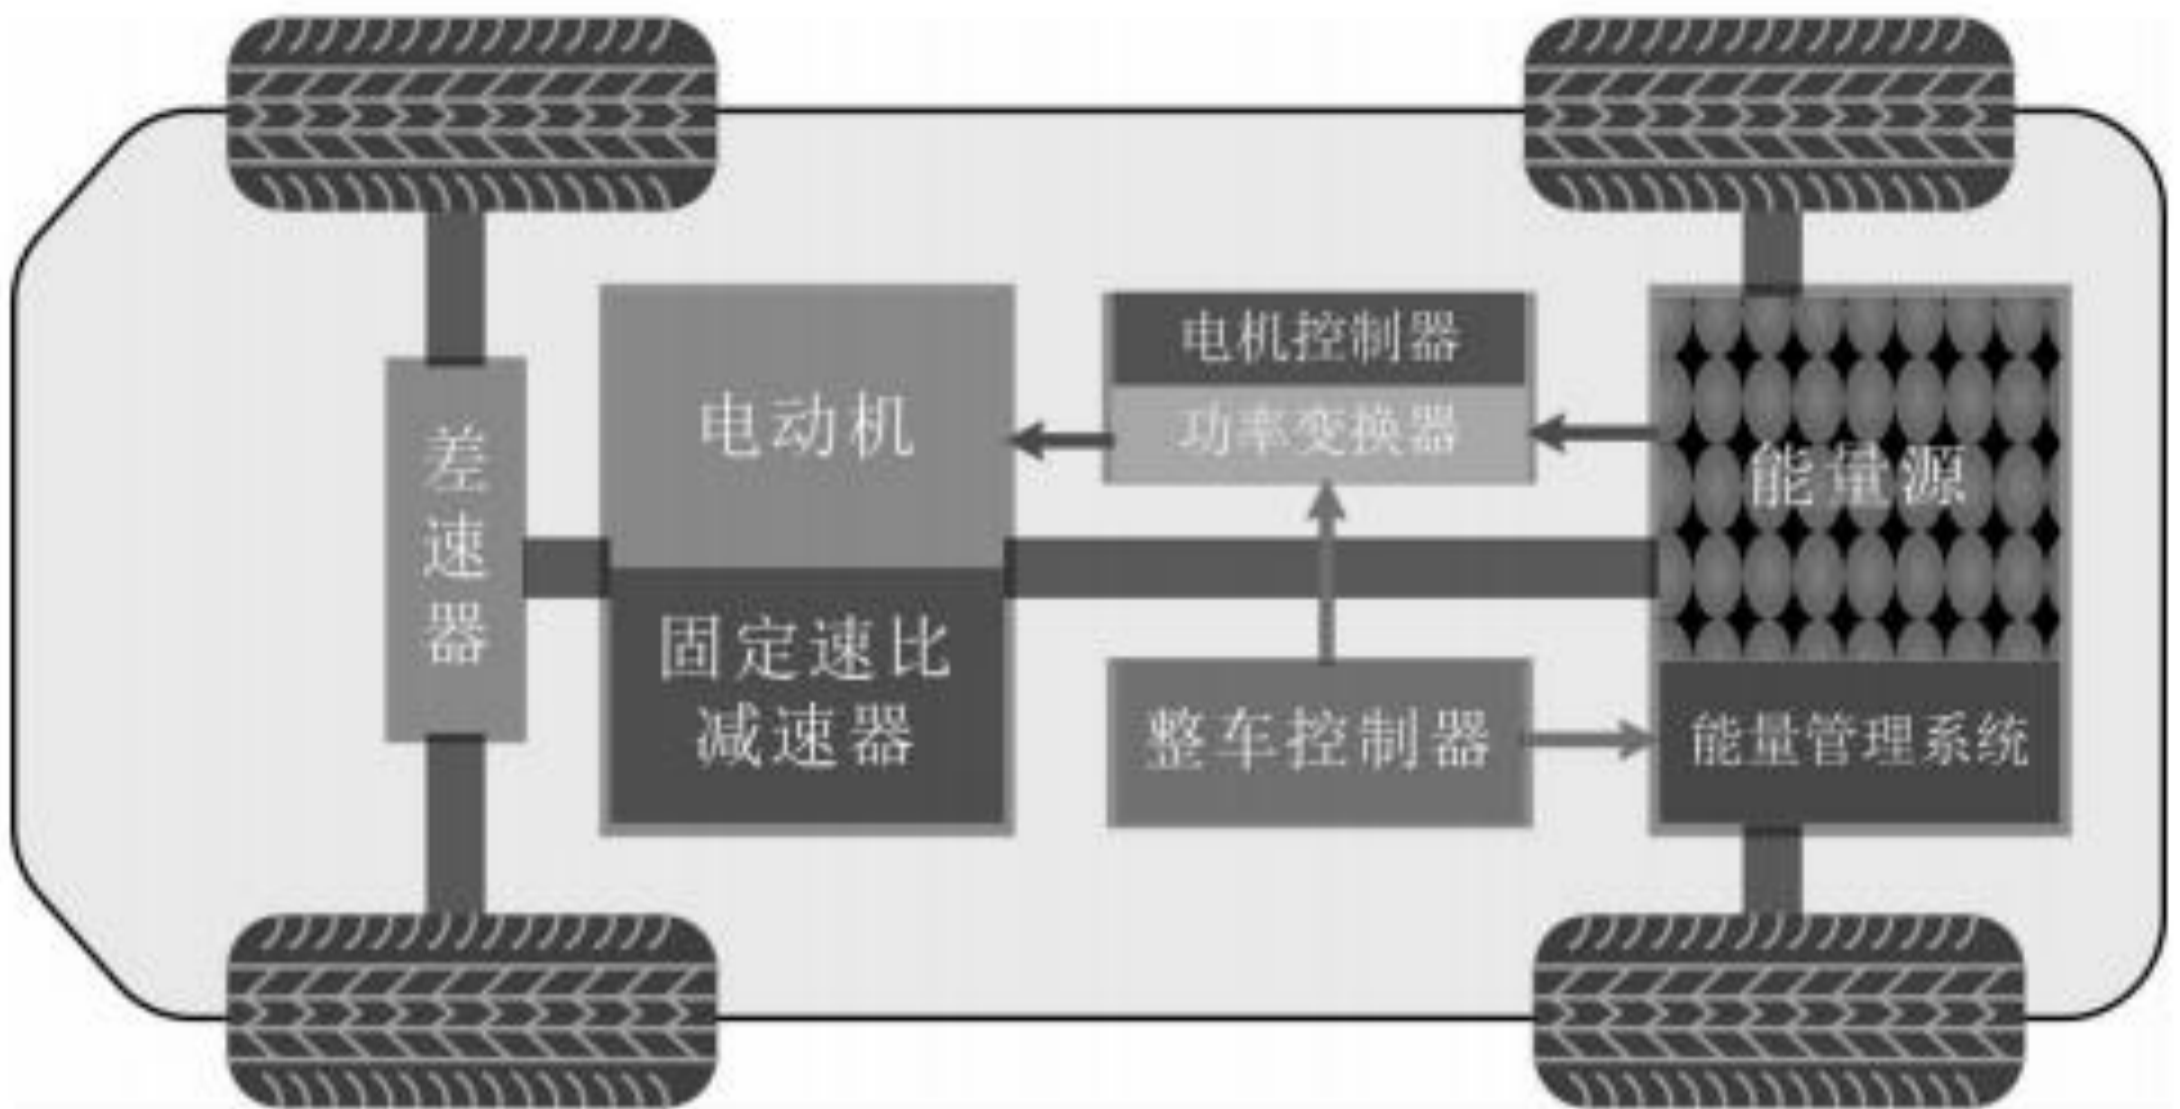 差速器
电动机
固定速比
减速器
电机控制器
功率变换器
整车控制器
能量源
能量管理系统